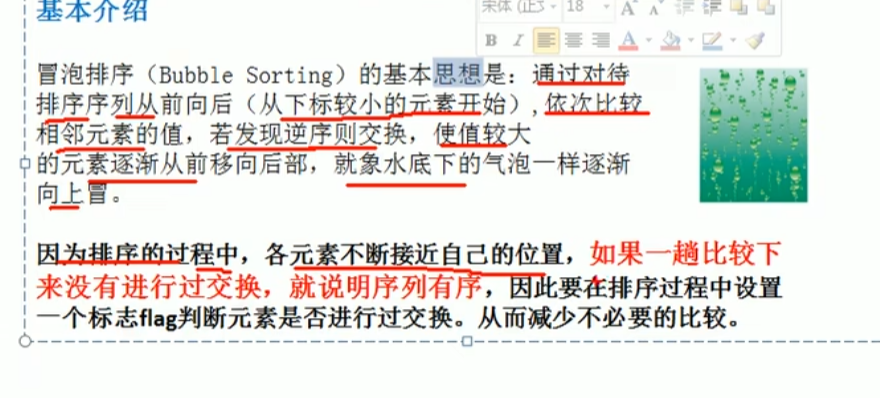 基本介绍
宋体 (正文
18
A A
B I A
冒泡排序（Bubble Sorting）的基本思想是：通过对待
排序序列从前向后（从下标较小的元素开始）,依次比较
相邻元素的值，若发现逆序则交换，使值较大
的元素逐渐从前移向后部，就象水底下的气泡一样逐渐
向上冒。
因为排序的过程中，各元素不断接近自己的位置，如果一趟比较下
来没有进行过交换，就说明序列有序，因此要在排序过程中设置
一个标志flag判断元素是否进行过交换。从而减少不必要的比较。